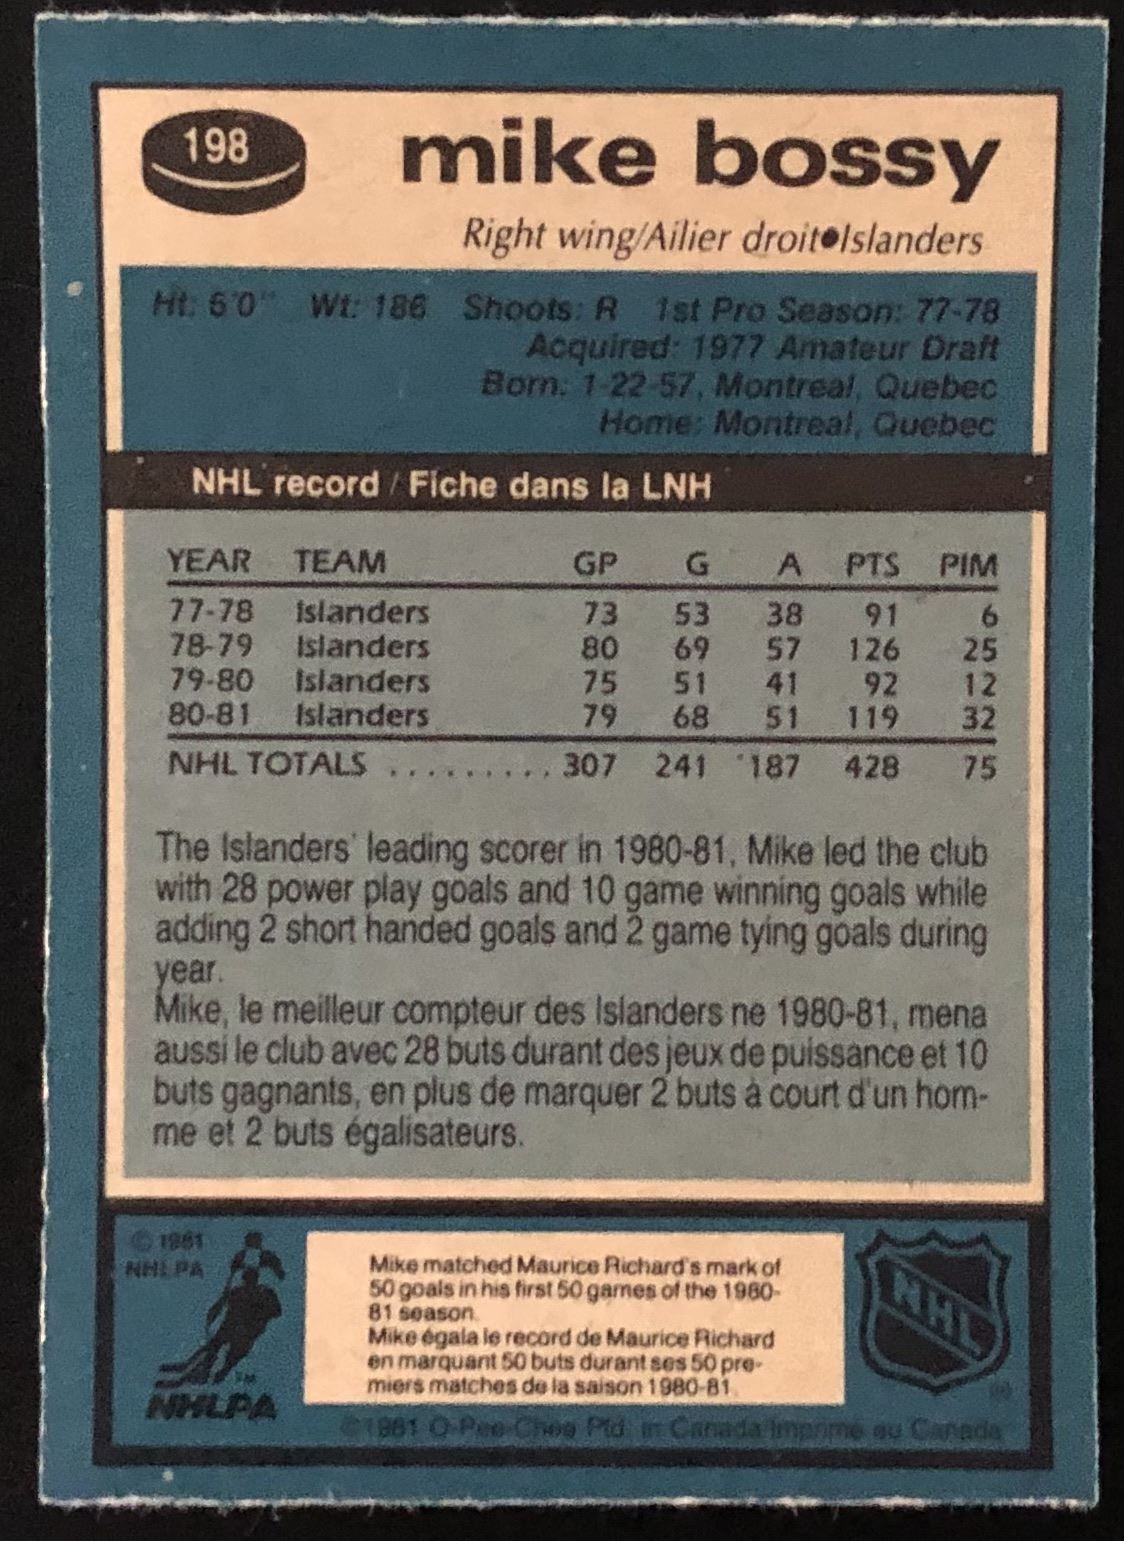 198
mike bossy
Right wing/Ailier droit●Islanders
Ht: 6'0" Wt: 186 Shoots: R 1st Pro Season: 77-78
Acquired: 1977 Amateur Draft
Born: 1-22-57, Montreal, Quebec
Home: Montreal, Quebec
NHL record / Fiche dans la LNH
YEAR TEAM GP G A PTS PIM
77-78 Islanders 73 53 38 91 6
78-79 Islanders 80 69 57 126 25
79-80 Islanders 75 51 41 92 12
80-81 Islanders 79 68 51 119 32
NHL TOTALS .......... 307 241 187 428 75
The Islanders' leading scorer in 1980-81, Mike led the club
with 28 power play goals and 10 game winning goals while
adding 2 short handed goals and 2 game tying goals during
year.
Mike, le meilleur compteur des Islanders ne 1980-81, mena
aussi le club avec 28 buts durant des jeux de puissance et 10
buts gagnants, en plus de marquer 2 buts à court d'un hom-
me et 2 buts égalisateurs.
© 1981
NHLPA
Mike matched Maurice Richard's mark of
50 goals in his first 50 games of the 1980-
81 season.
Mike égala le record de Maurice Richard
en marquant 50 buts durant ses 50 pre-
miers matches de la saison 1980-81.
NHL
TM
NHLPA
©1981 O-Pee-Chee Ptd. in Canada/Imprimé au Canada